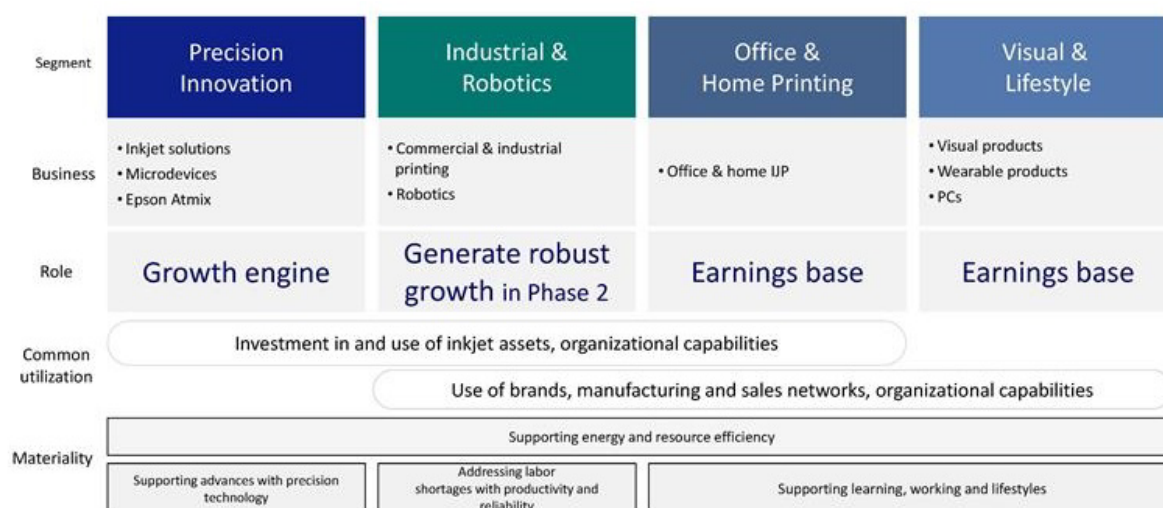 Segment
Precision
Innovation
Industrial &
Robotics
Office &
Home Printing
Visual &
Lifestyle
Business
• Inkjet solutions
• Microdevices
• Epson Atmix
• Commercial & industrial
printing
• Robotics
• Office & home IJP
• Visual products
• Wearable products
• PCs
Role
Growth engine
Generate robust
growth in Phase 2
Earnings base
Earnings base
Common
utilization
Investment in and use of inkjet assets, organizational capabilities
Use of brands, manufacturing and sales networks, organizational capabilities
Materiality
Supporting energy and resource efficiency
Supporting advances with precision
technology
Addressing labor
shortages with productivity and
reliability
Supporting learning, working and lifestyles